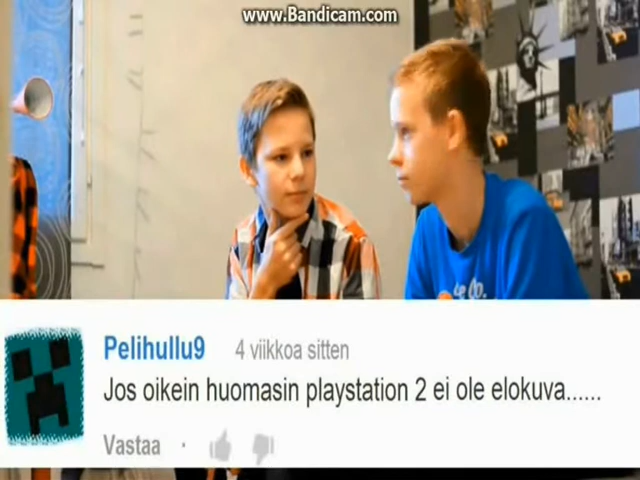 www.Bandicam.com
Pelihullu9 4 viikkoa sitten
Jos oikein huomasin playstation 2 ei ole elokuva......
Vastaa ·